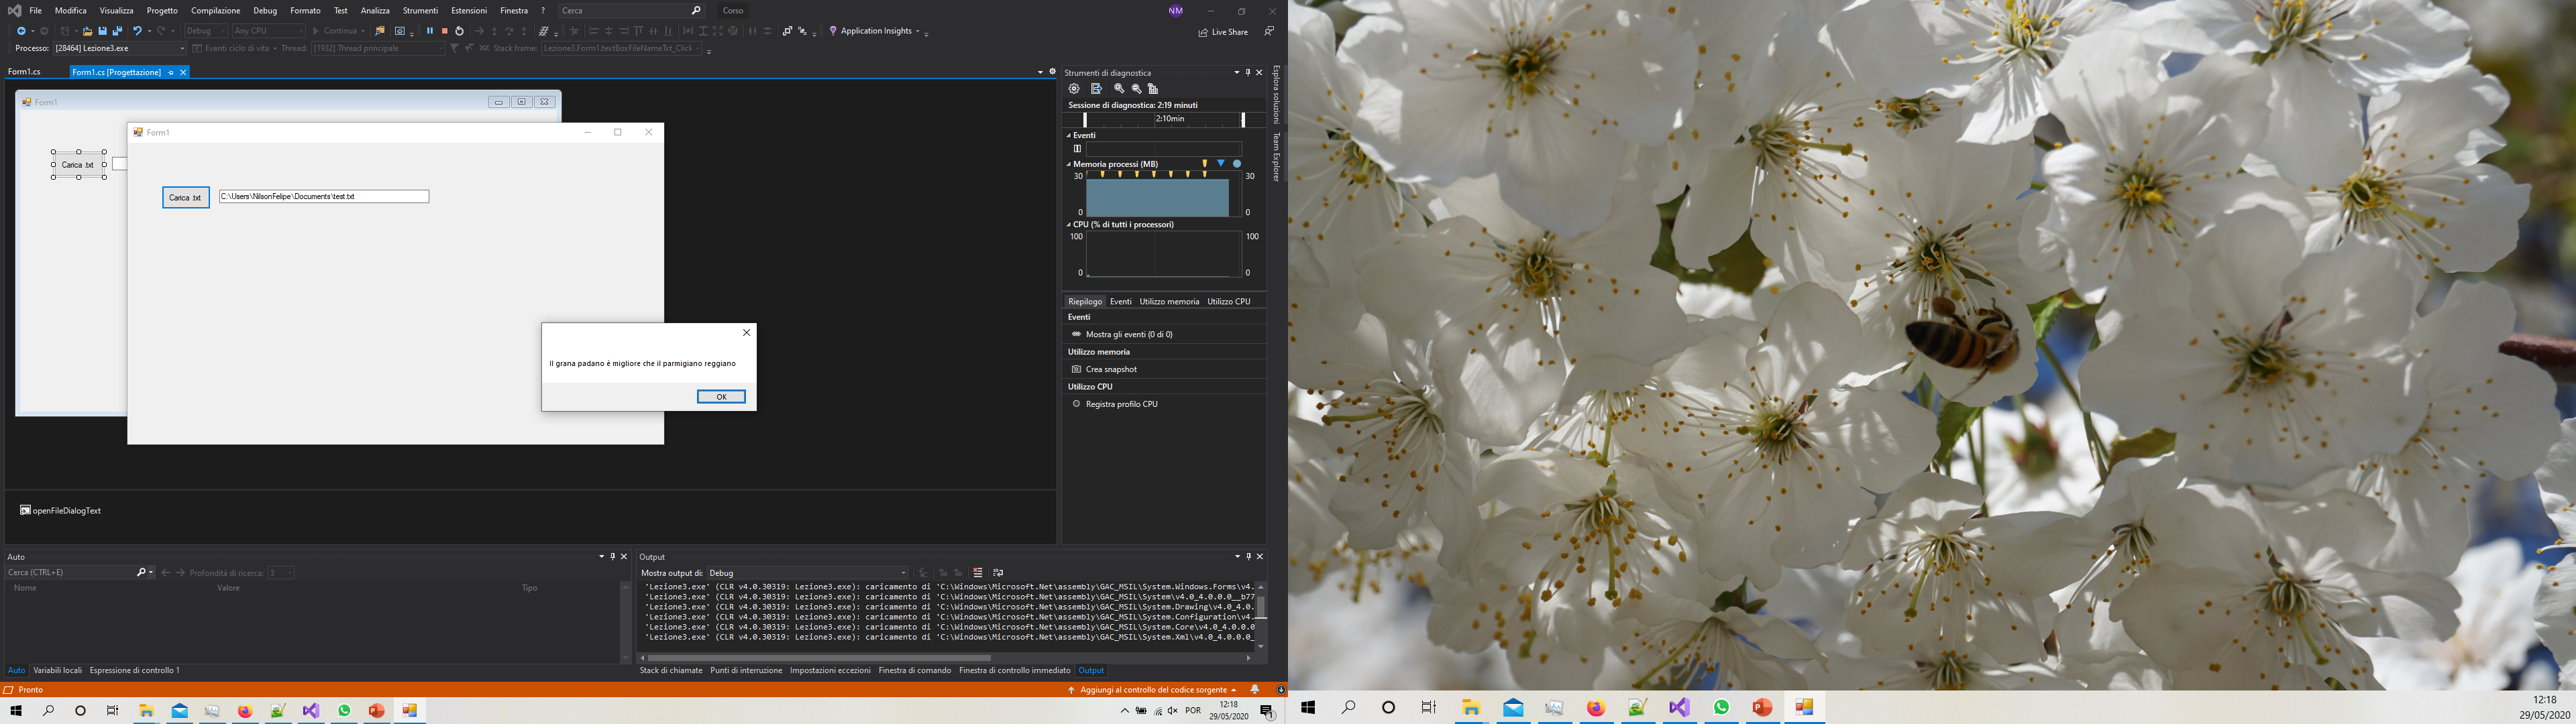 File Modifica Visualizza Progetto Compilazione Debug Formato Test Analizza Strumenti Estensioni Finestra ? Cerca Corso NM
Debug Any CPU Continua Application Insights Live Share
Processo: [28464] Lezione3.exe Eventi ciclo di vita Thread: [1932] Thread principale Stack frame: Lezione3.Form1.textBoxFileNameTxt_Click
Form1.cs Form1.cs [Progettazione]
Form1
Carica .txt
Form1
Carica .txt C:\Users\NilsonFelipe\Documents\test.txt
Il grana padano è migliore che il parmigiano reggiano
OK
openFileDialogText
Strumenti di diagnostica
Sessione di diagnostica: 2:19 minuti
2:10min
Eventi
Memoria processi (MB)
30 30
0 0
CPU (% di tutti i processori)
100 100
0 0
Riepilogo Eventi Utilizzo memoria Utilizzo CPU
Eventi
Mostra gli eventi (0 di 0)
Utilizzo memoria
Crea snapshot
Utilizzo CPU
Registra profilo CPU
Esplora soluzioni
Team Explorer
Auto
Cerca (CTRL+E) Profondità di ricerca: 3
Nome Valore Tipo
Auto Variabili locali Espressione di controllo 1
Output
Mostra output di: Debug
'Lezione3.exe' (CLR v4.0.30319: Lezione3.exe): caricamento di 'C:\Windows\Microsoft.Net\assembly\GAC_MSIL\System.Windows.Forms\v4.
'Lezione3.exe' (CLR v4.0.30319: Lezione3.exe): caricamento di 'C:\Windows\Microsoft.Net\assembly\GAC_MSIL\System\v4.0_4.0.0.0__b77
'Lezione3.exe' (CLR v4.0.30319: Lezione3.exe): caricamento di 'C:\Windows\Microsoft.Net\assembly\GAC_MSIL\System.Drawing\v4.0_4.0.
'Lezione3.exe' (CLR v4.0.30319: Lezione3.exe): caricamento di 'C:\Windows\Microsoft.Net\assembly\GAC_MSIL\System.Configuration\v4.
'Lezione3.exe' (CLR v4.0.30319: Lezione3.exe): caricamento di 'C:\Windows\Microsoft.Net\assembly\GAC_MSIL\System.Core\v4.0_4.0.0.0
'Lezione3.exe' (CLR v4.0.30319: Lezione3.exe): caricamento di 'C:\Windows\Microsoft.Net\assembly\GAC_MSIL\System.Xml\v4.0_4.0.0.0_
Stack di chiamate Punti di interruzione Impostazioni eccezioni Finestra di comando Finestra di controllo immediato Output
Pronto Aggiungi al controllo del codice sorgente
POR 12:18
29/05/2020
12:18
29/05/2020